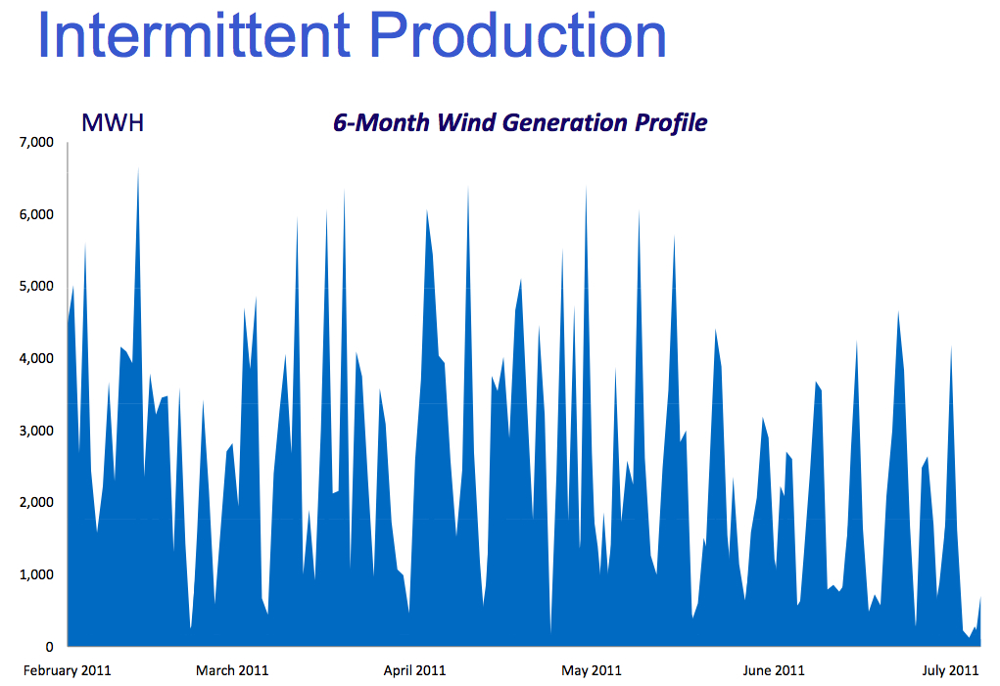 Intermittent Production
MWH
6-Month Wind Generation Profile
7,000
6,000
5,000
4,000
3,000
2,000
1,000
0
February 2011 March 2011 April 2011 May 2011 June 2011 July 2011